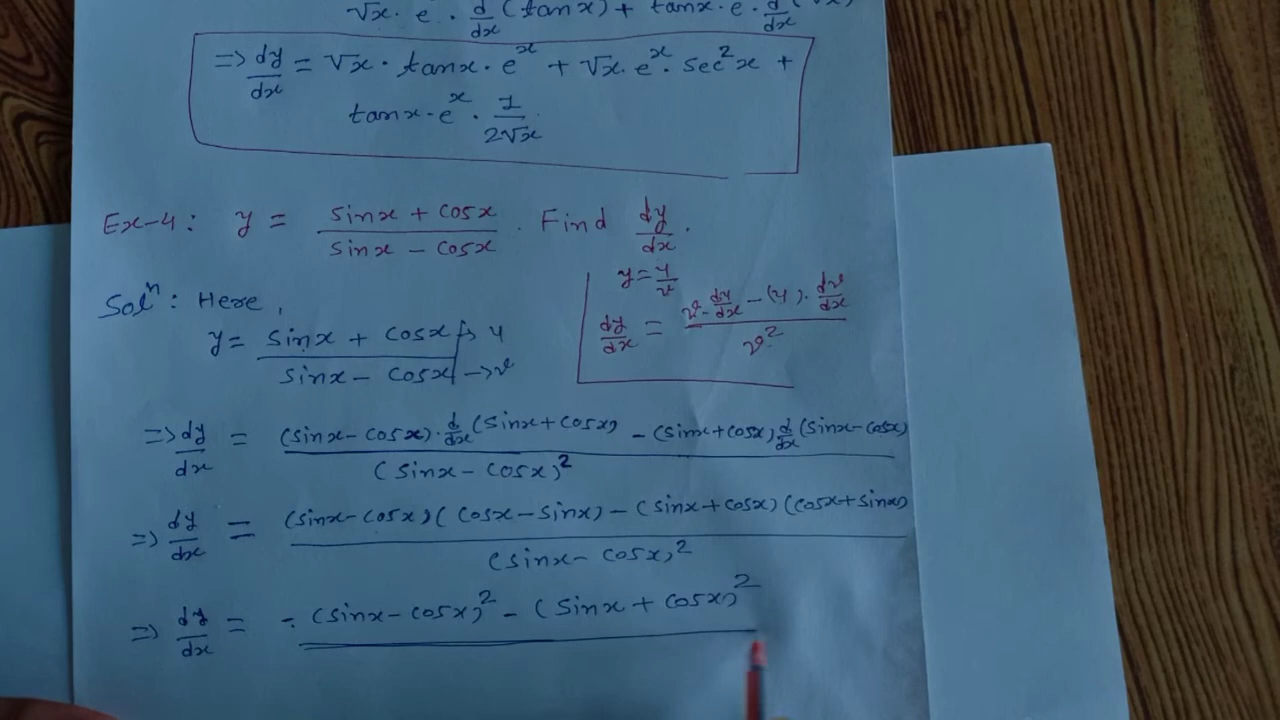 √x · e · d/dx (tanx) + tanx · e · d/dx (√x)
⇒ dy/dx = √x · tanx · e^x + √x · e^x · sec²x +
tanx · e^x · 1/(2√x)
Ex-4: y = (sinx + cosx)/(sinx - cosx) . Find dy/dx.
y = u/v
Solⁿ: Here,
dy/dx = (v · du/dx - (u) · dv/dx)/v²
y = (sinx + cosx → u)/(sinx - cosx → v)
⇒ dy/dx = ((sinx - cosx) · d/dx (sinx + cosx) - (sinx + cosx) d/dx (sinx - cosx))/(sinx - cosx)²
⇒ dy/dx = ((sinx - cosx)(cosx - sinx) - (sinx + cosx)(cosx + sinx))/(sinx - cosx)²
⇒ dy/dx = - (sinx - cosx)² - (sinx + cosx)²